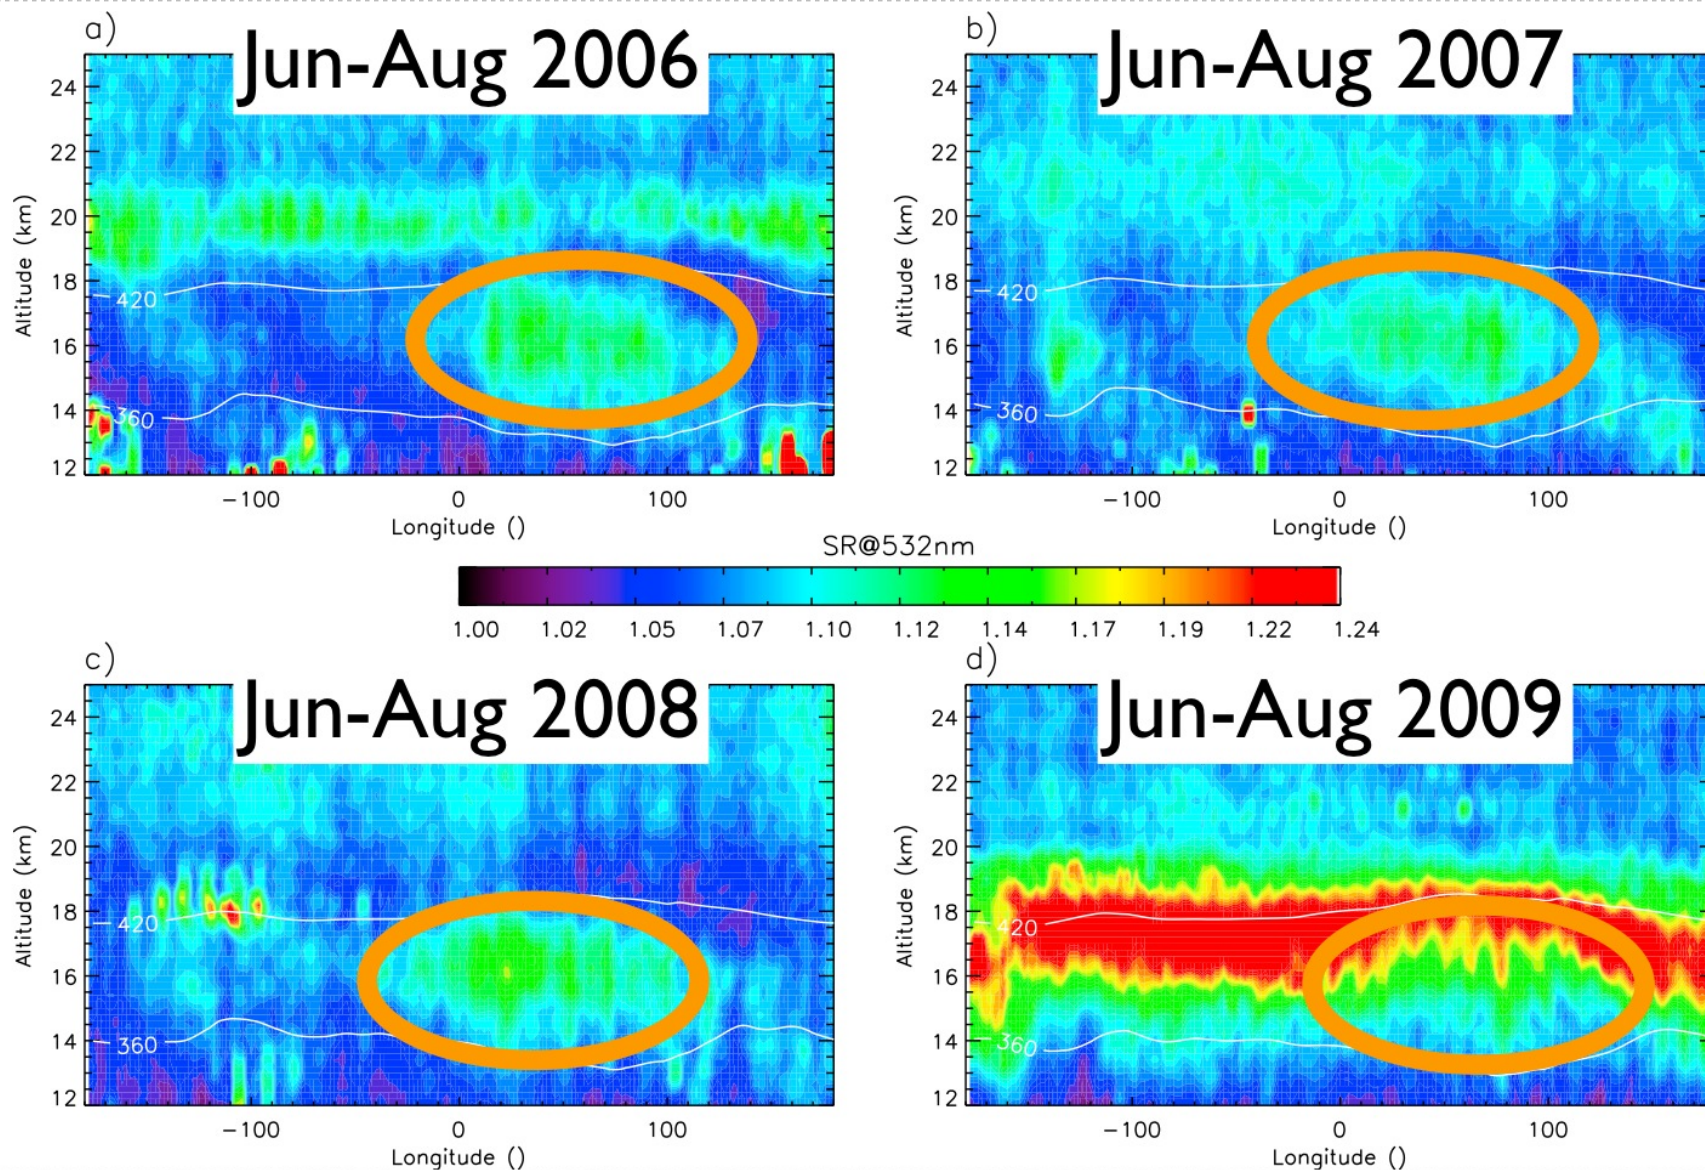 a)
Jun-Aug 2006
24
22
20
18
16
14
12
Altitude (km)
420
360
-100 0 100
Longitude ()
b)
Jun-Aug 2007
24
22
20
18
16
14
12
Altitude (km)
420
360
-100 0 100
Longitude ()
SR@532nm
1.00 1.02 1.05 1.07 1.10 1.12 1.14 1.17 1.19 1.22 1.24
c)
Jun-Aug 2008
24
22
20
18
16
14
12
Altitude (km)
420
360
-100 0 100
Longitude ()
d)
Jun-Aug 2009
24
22
20
18
16
14
12
Altitude (km)
420
360
-100 0 100
Longitude ()